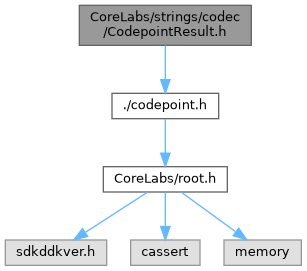 CoreLabs/strings/codec
/CodepointResult.h
./codepoint.h
CoreLabs/root.h
sdkddkver.h
cassert
memory